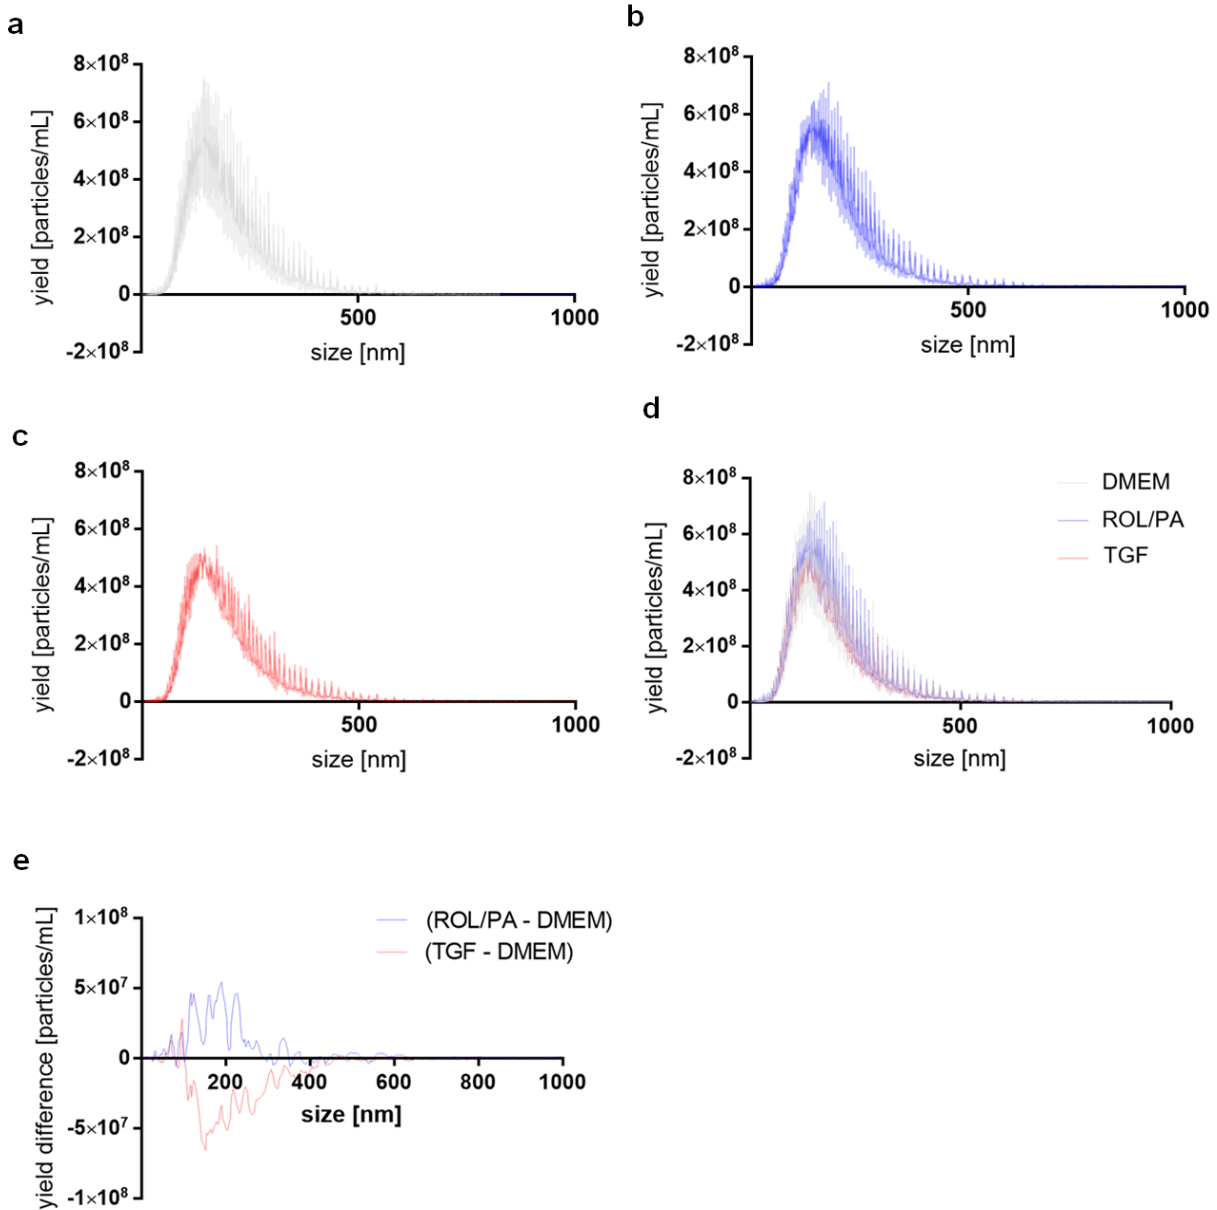 a
8×10⁸
6×10⁸
4×10⁸
2×10⁸
0
-2×10⁸
yield [particles/mL]
500
1000
size [nm]
b
8×10⁸
6×10⁸
4×10⁸
2×10⁸
0
-2×10⁸
yield [particles/mL]
500
1000
size [nm]
c
8×10⁸
6×10⁸
4×10⁸
2×10⁸
0
-2×10⁸
yield [particles/mL]
500
1000
size [nm]
d
8×10⁸
6×10⁸
4×10⁸
2×10⁸
0
-2×10⁸
yield [particles/mL]
500
1000
size [nm]
DMEM
ROL/PA
TGF
e
1×10⁸
5×10⁷
0
-5×10⁷
-1×10⁸
yield difference [particles/mL]
200
400
600
800
1000
size [nm]
(ROL/PA - DMEM)
(TGF - DMEM)